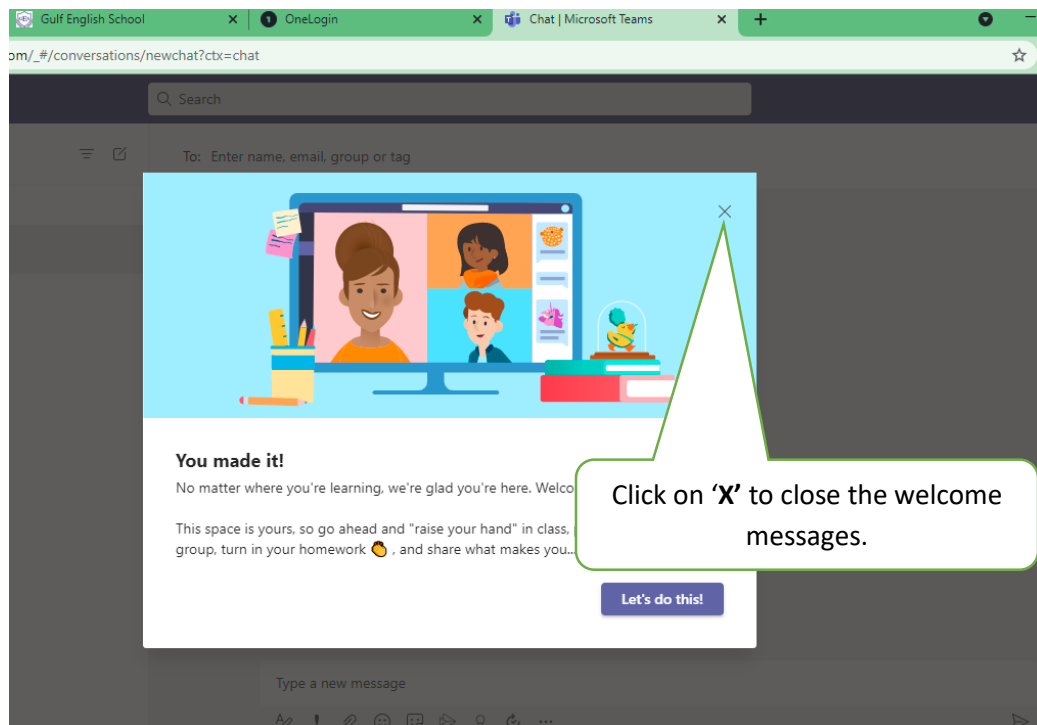 Gulf English School
OneLogin
Chat | Microsoft Teams
om/_#/conversations/newchat?ctx=chat
Search
To: Enter name, email, group or tag
You made it!
No matter where you're learning, we're glad you're here.
This space is yours, so go ahead and "raise your hand" in class,
group, turn in your homework 👏 , and share what makes you...
Click on ‘X’ to close the welcome
messages.
Let's do this!
Type a new message